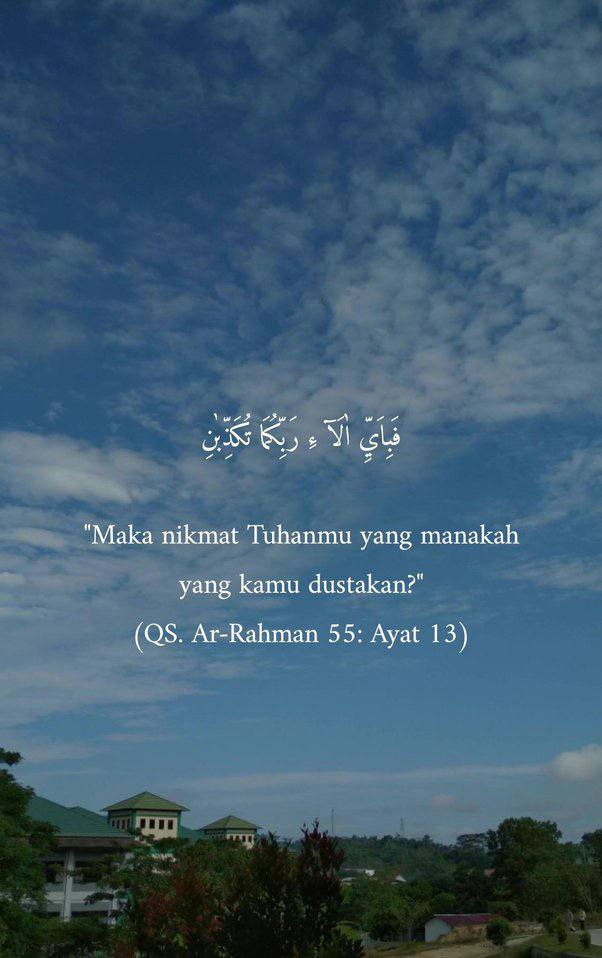 فَبِاَيِّ اٰلَآ ءِ رَبِّكُمَا تُكَذِّبٰنِ
"Maka nikmat Tuhanmu yang manakah
yang kamu dustakan?"
(QS. Ar-Rahman 55: Ayat 13)